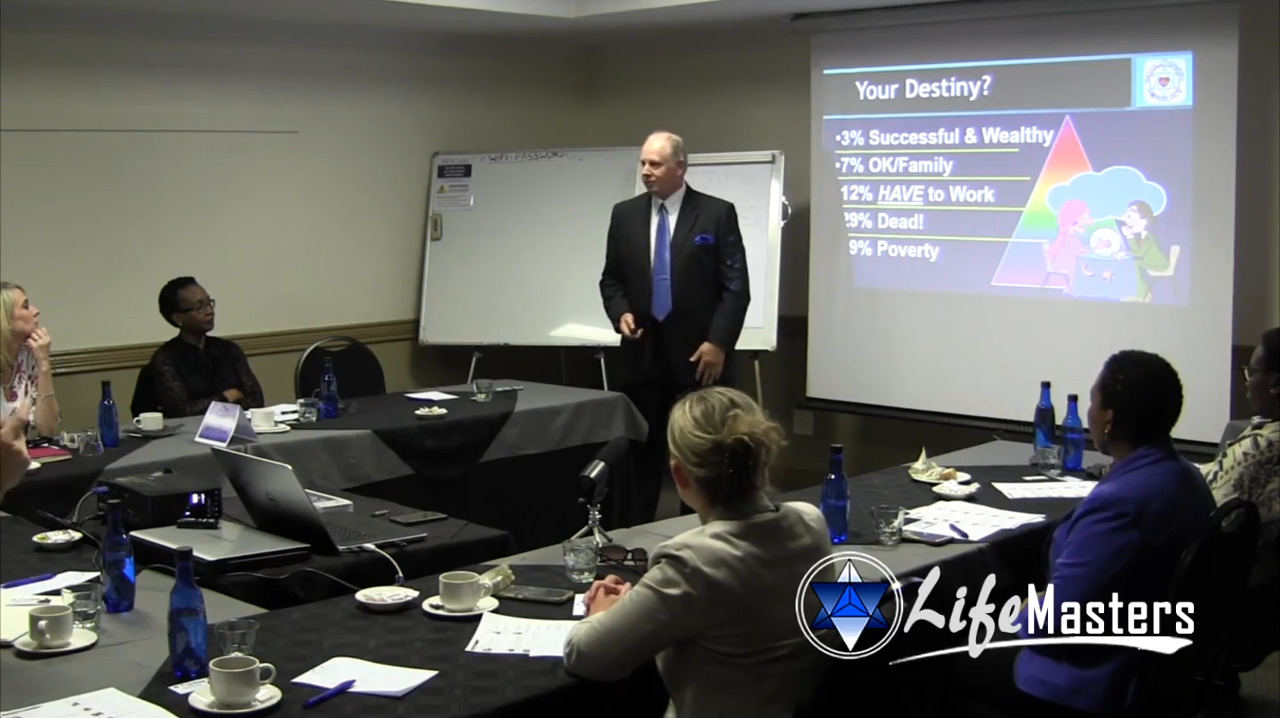 WIFI-PASSWORD:
Your Destiny?
•3% Successful & Wealthy
•7% OK/Family
12% HAVE to Work
29% Dead!
9% Poverty
LifeMasters